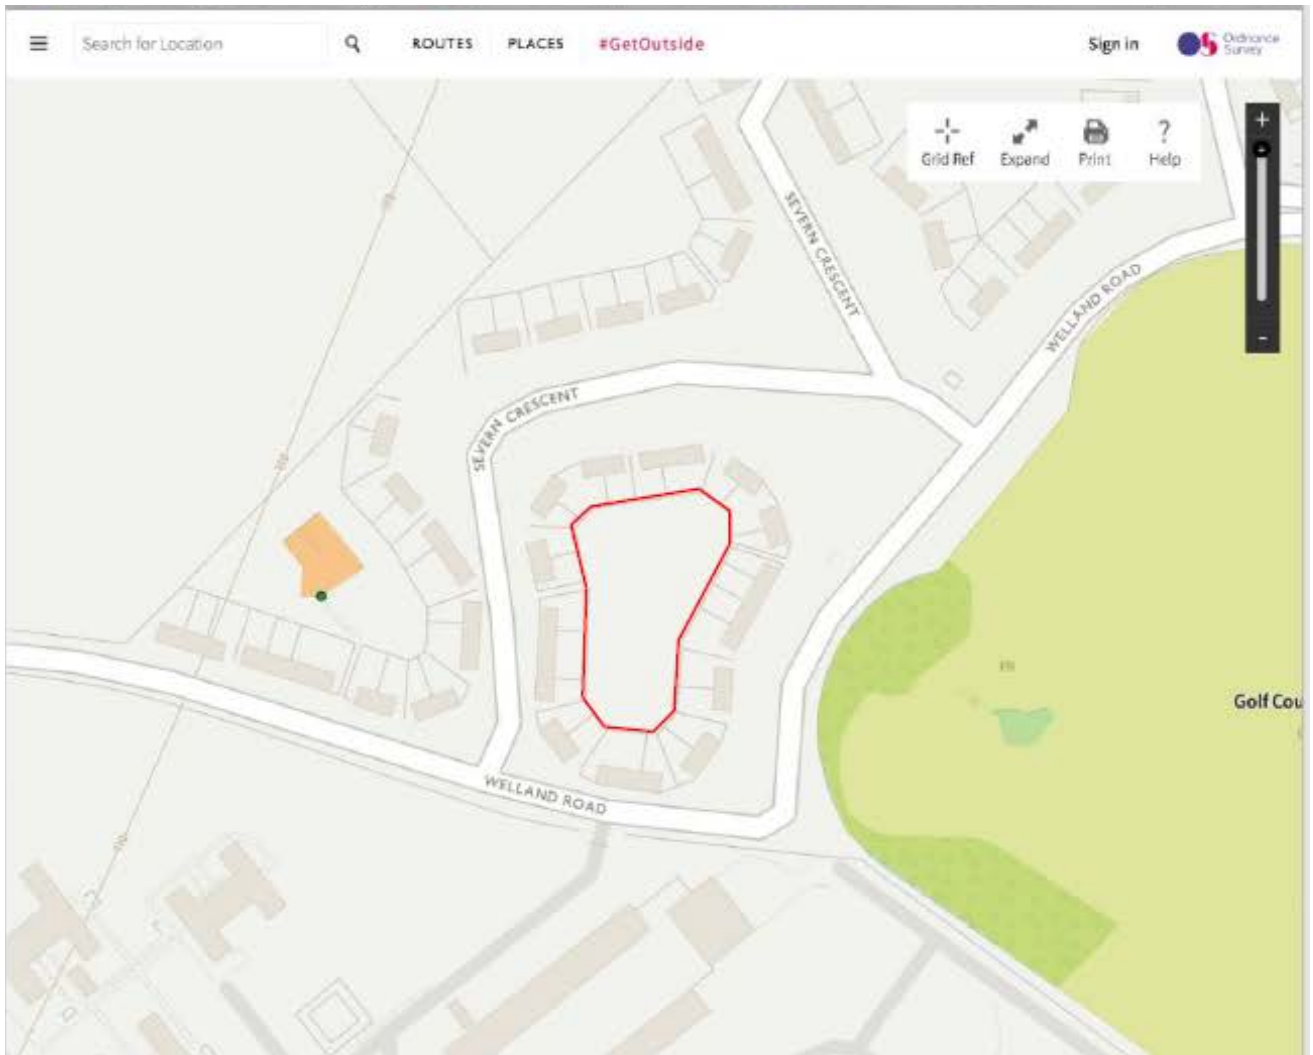 Search for Location
ROUTES
PLACES
#GetOutside
Sign in
Ordnance
Survey
Grid Ref
Expand
Print
?
Help
+
-
SEVERN CRESCENT
WELLAND ROAD
SEVERN CRESCENT
Golf Cou
WELLAND ROAD